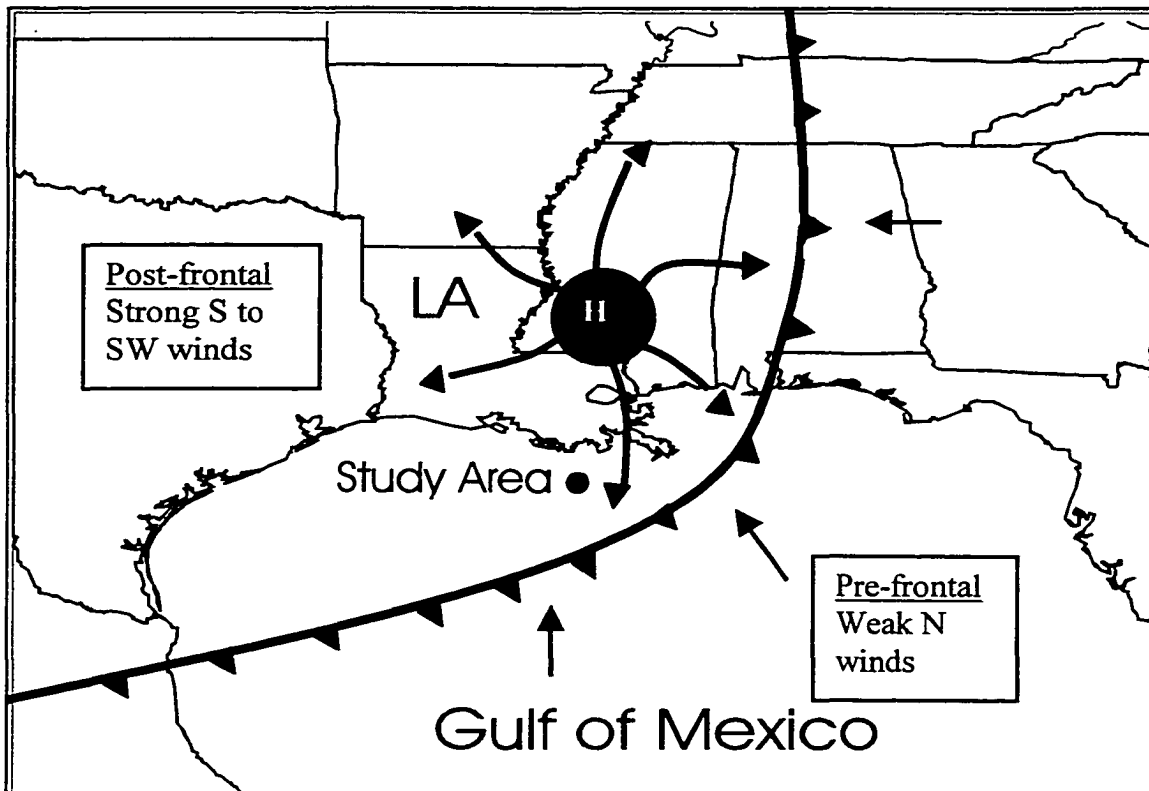 Post-frontal
Strong S to
SW winds
LA
H
Study Area
Pre-frontal
Weak N
winds
Gulf of Mexico